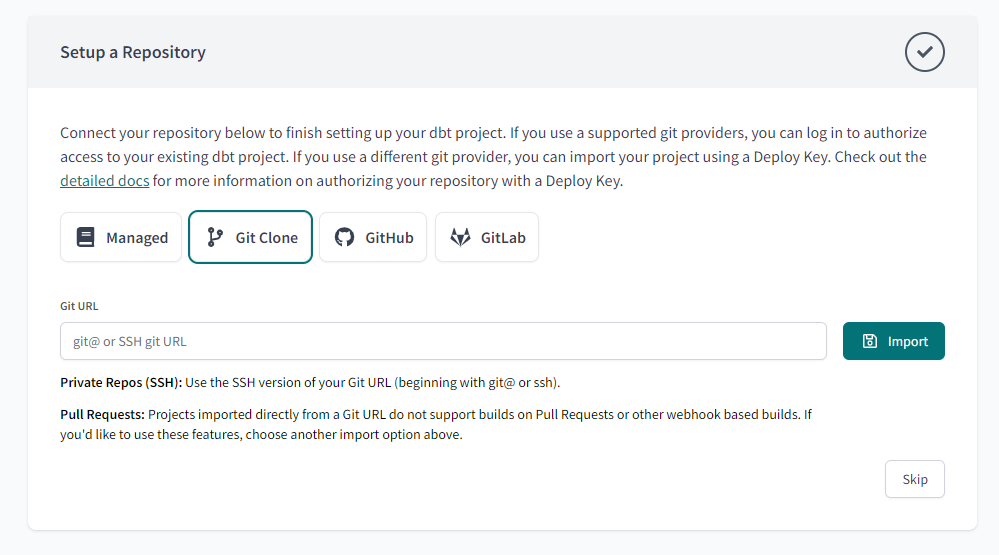 Setup a Repository
Connect your repository below to finish setting up your dbt project. If you use a supported git providers, you can log in to authorize
access to your existing dbt project. If you use a different git provider, you can import your project using a Deploy Key. Check out the
detailed docs for more information on authorizing your repository with a Deploy Key.
Managed
Git Clone
GitHub
GitLab
Git URL
git@ or SSH git URL
Import
Private Repos (SSH): Use the SSH version of your Git URL (beginning with git@ or ssh).
Pull Requests: Projects imported directly from a Git URL do not support builds on Pull Requests or other webhook based builds. If
you'd like to use these features, choose another import option above.
Skip